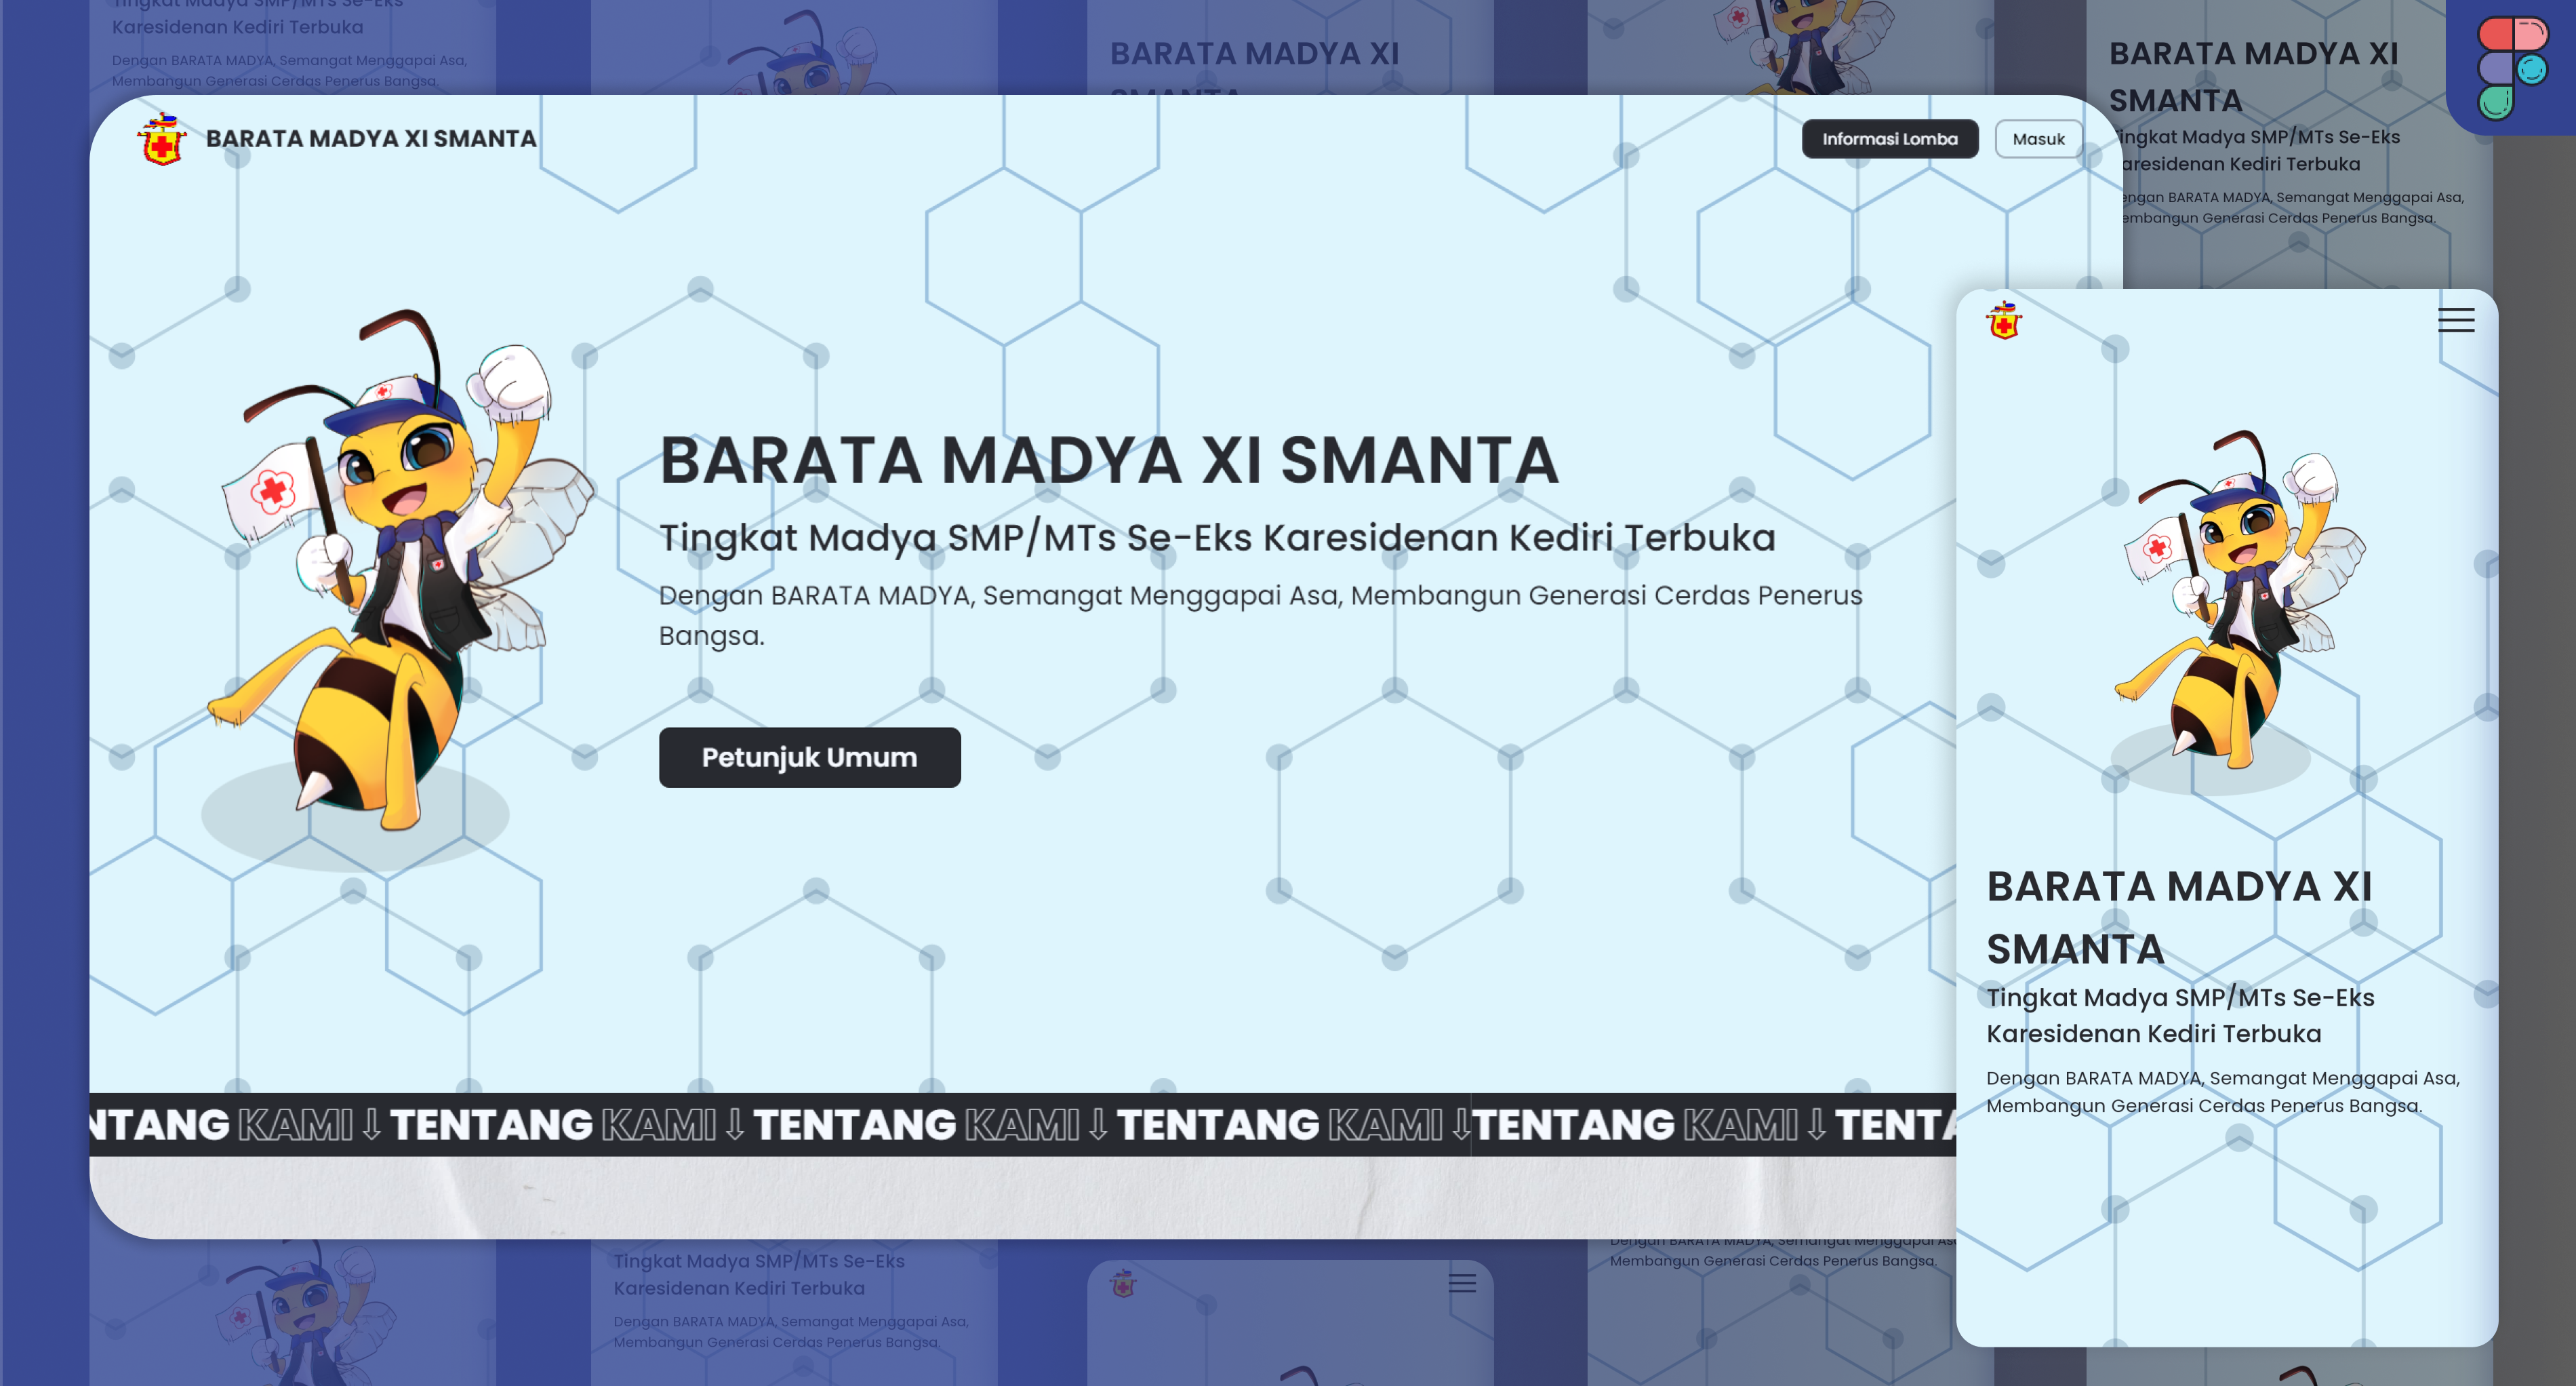 Tingkat Madya SMP/MTs Se-Eks
Karesidenan Kediri Terbuka
Dengan BARATA MADYA, Semangat Menggapai Asa,
Membangun Generasi Cerdas Penerus Bangsa.
BARATA MADYA XI
SMANTA
BARATA MADYA XI
SMANTA
Tingkat Madya SMP/MTs Se-Eks
Karesidenan Kediri Terbuka
Dengan BARATA MADYA, Semangat Menggapai Asa,
Membangun Generasi Cerdas Penerus Bangsa.
BARATA MADYA XI SMANTA
Informasi Lomba
Masuk
BARATA MADYA XI SMANTA
Tingkat Madya SMP/MTs Se-Eks Karesidenan Kediri Terbuka
Dengan BARATA MADYA, Semangat Menggapai Asa, Membangun Generasi Cerdas Penerus
Bangsa.
Petunjuk Umum
NTANG KAMI↓ TENTANG KAMI↓ TENTANG KAMI↓ TENTANG KAMI↓ TENTANG KAMI↓ TENTA
BARATA MADYA XI
SMANTA
Tingkat Madya SMP/MTs Se-Eks
Karesidenan Kediri Terbuka
Dengan BARATA MADYA, Semangat Menggapai Asa,
Membangun Generasi Cerdas Penerus Bangsa.
Tingkat Madya SMP/MTs Se-Eks
Karesidenan Kediri Terbuka
Dengan BARATA MADYA, Semangat Menggapai Asa,
Membangun Generasi Cerdas Penerus Bangsa.
Dengan BARATA MADYA, Semangat Menggapai Asa
Membangun Generasi Cerdas Penerus Bangsa.